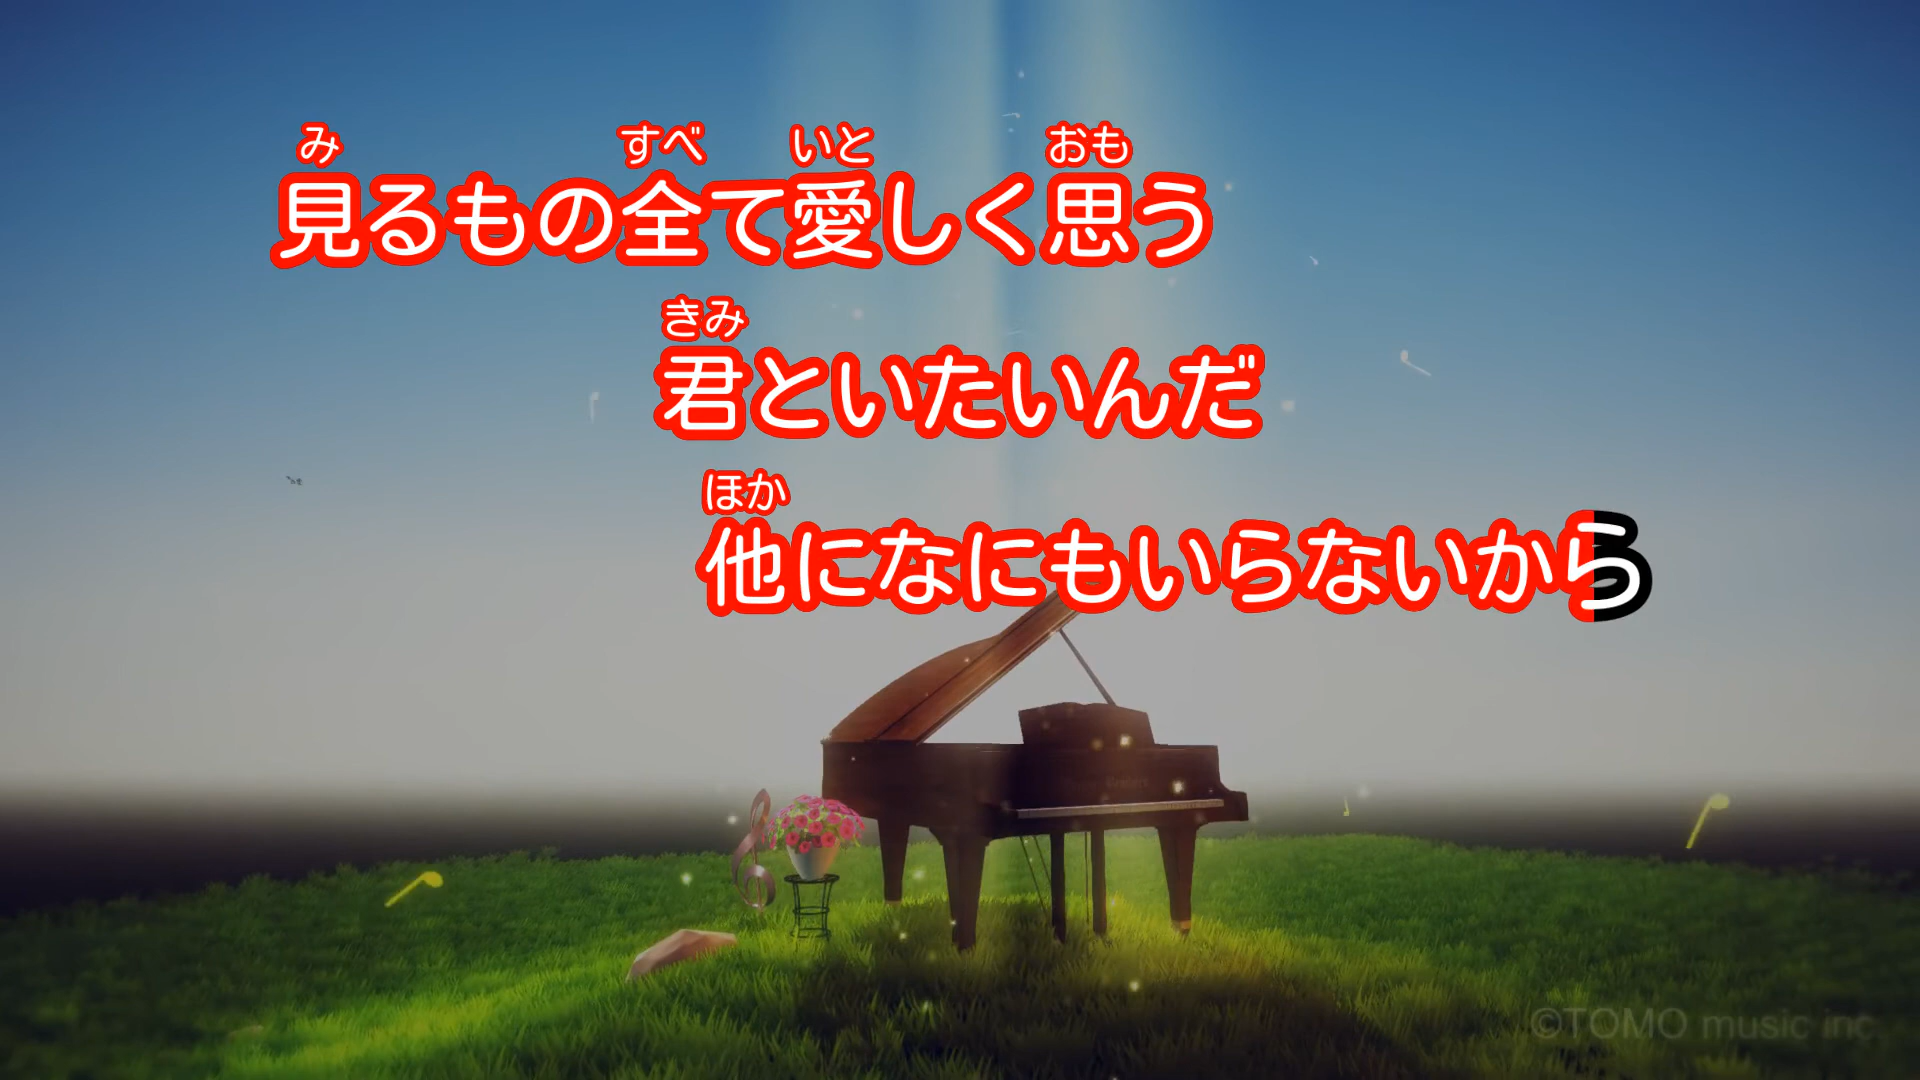 み すべ いと おも
見るもの全て愛しく思う
きみ
君といたいんだ
ほか
他になにもいらないから
©TOMO music inc